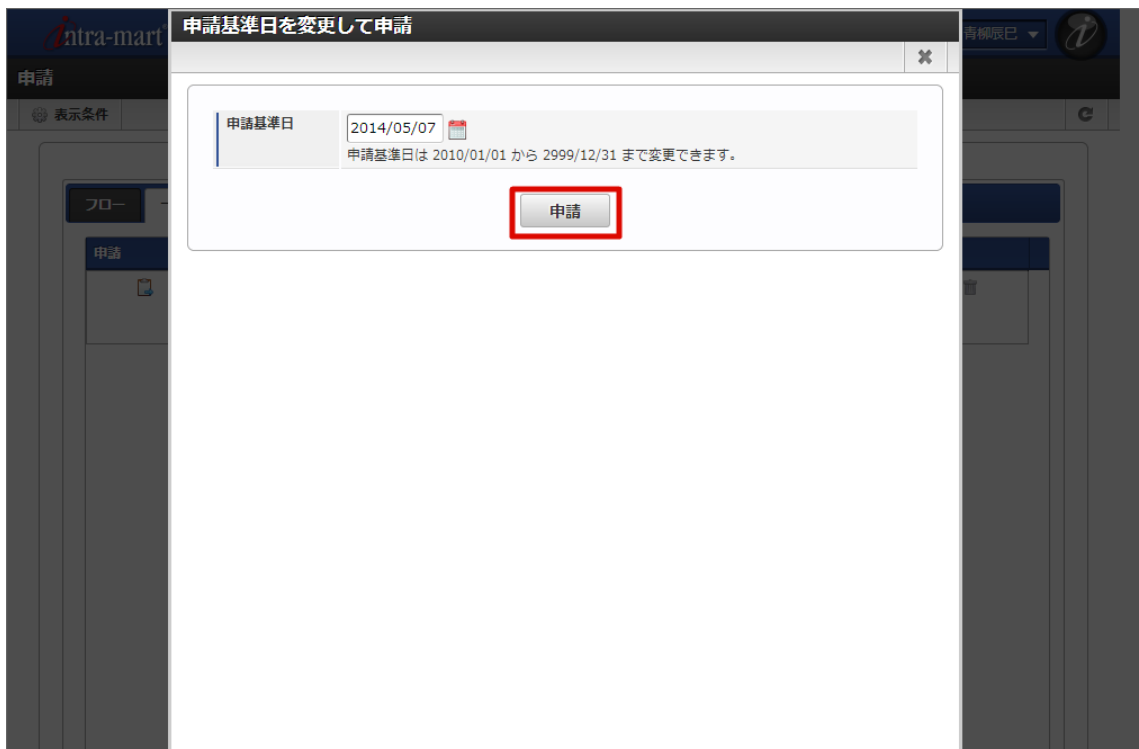 intra-mart
申請基準日を変更して申請
青柳辰巳
申請
表示条件
申請基準日
2014/05/07
申請基準日は 2010/01/01 から 2999/12/31 まで変更できます。
申請
フロー
申請